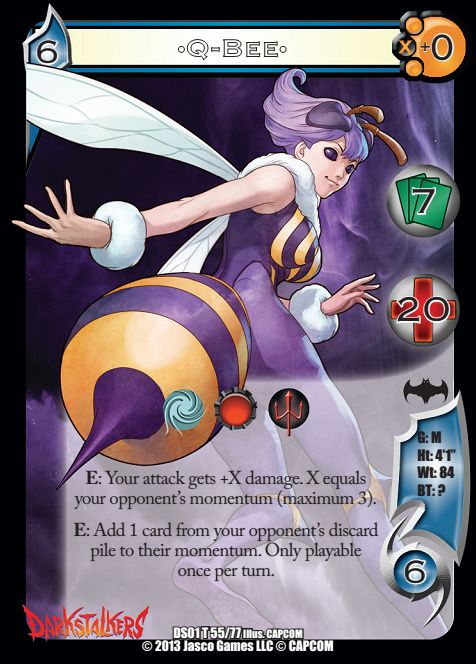 6
·Q-Bee·
X +0
7
20
G: M
Ht: 4'1"
Wt: 84
BT: ?
E: Your attack gets +X damage. X equals
your opponent's momentum (maximum 3).
E: Add 1 card from your opponent's discard
pile to their momentum. Only playable
once per turn.
6
DARKSTALKERS
DS01 T 55/77 Illus. CAPCOM
© 2013 Jasco Games LLC © CAPCOM